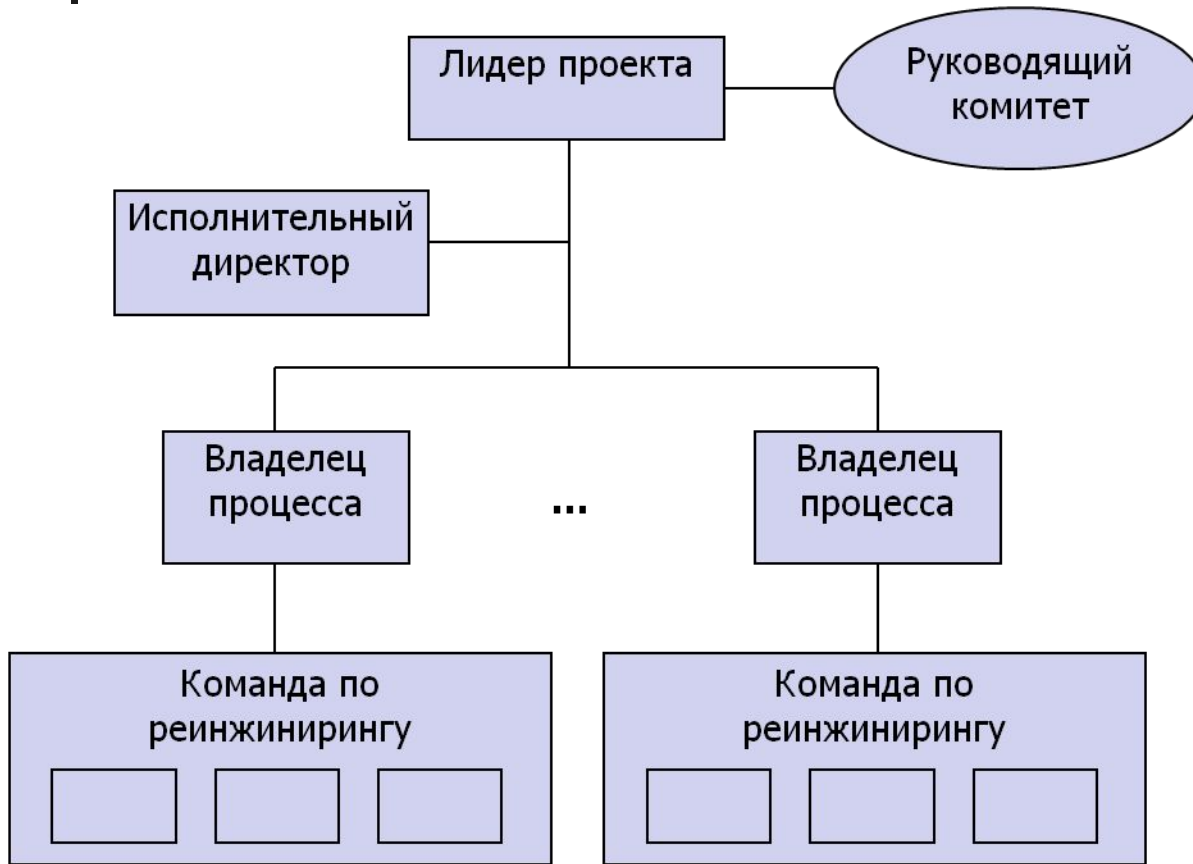 Лидер проекта
Руководящий
комитет
Исполнительный
директор
Владелец
процесса
...
Владелец
процесса
Команда по
реинжинирингу
Команда по
реинжинирингу